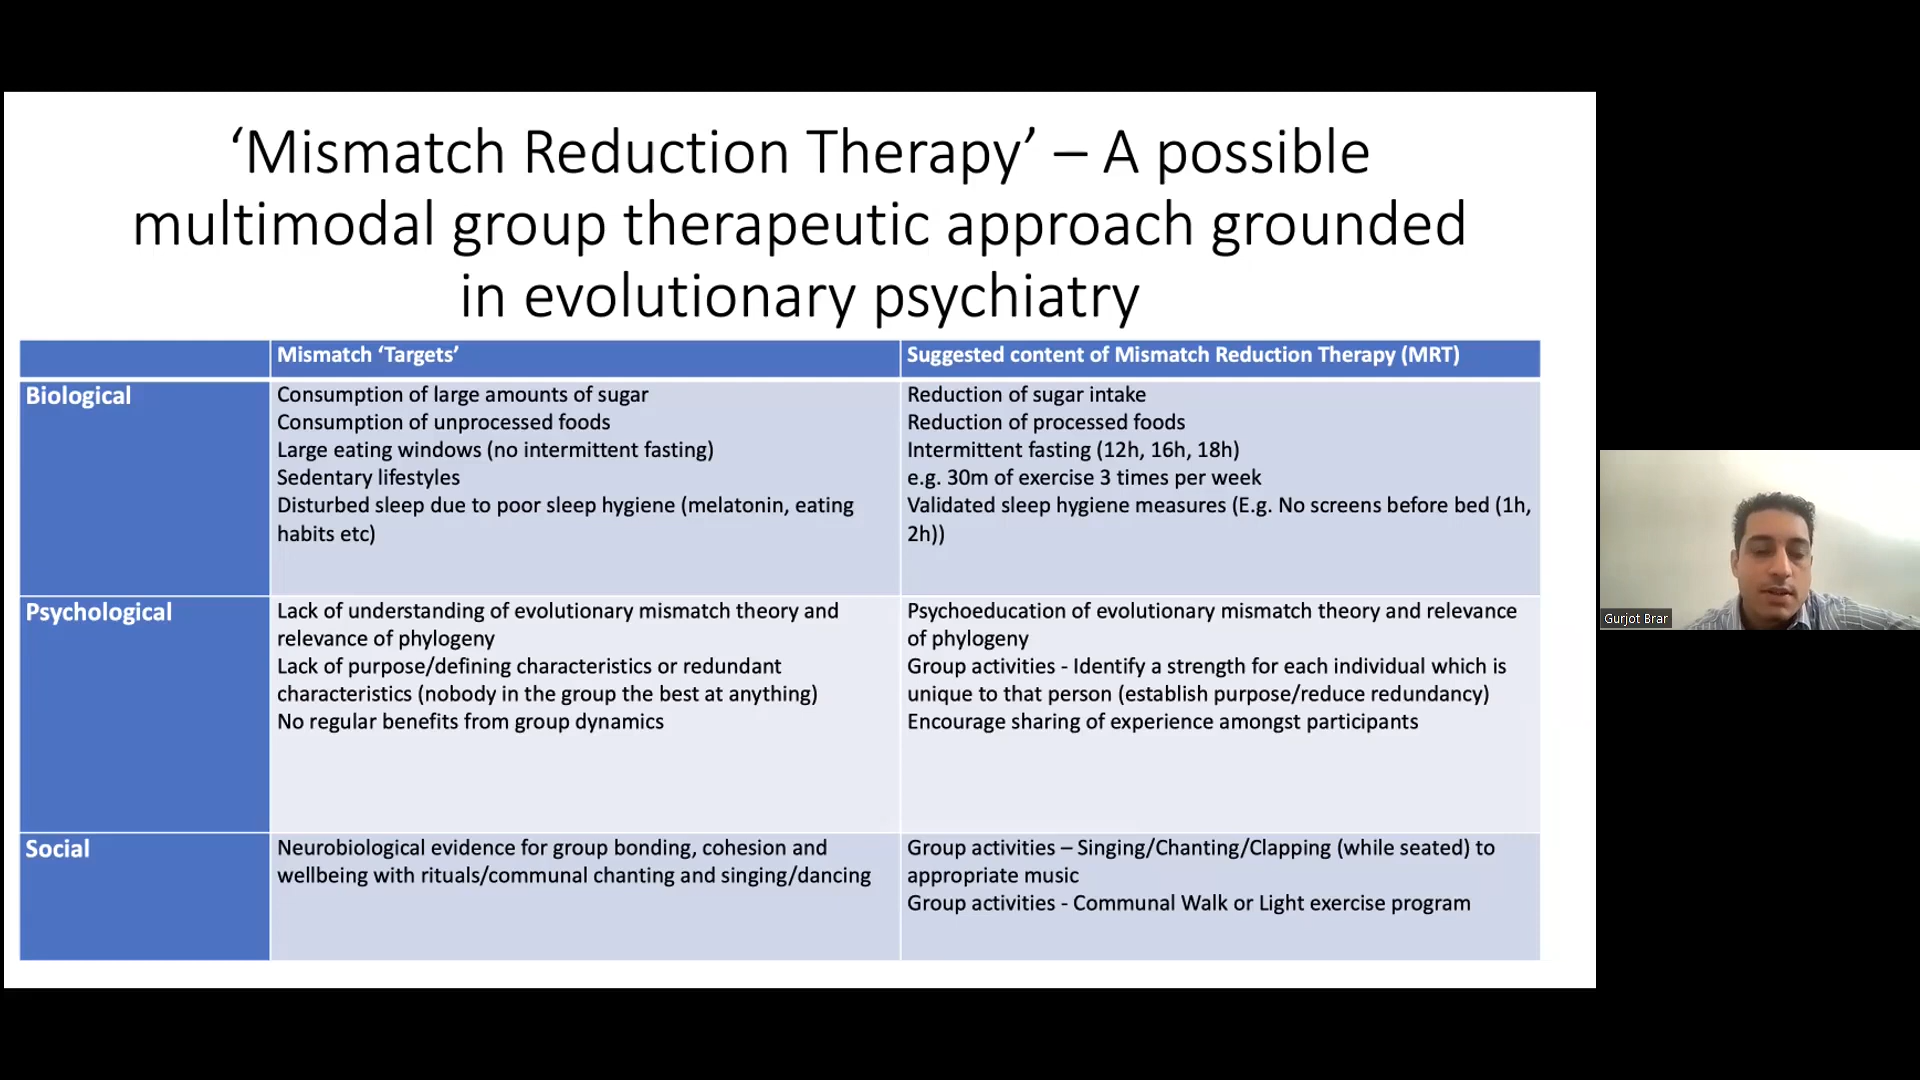 ‘Mismatch Reduction Therapy’ – A possible
multimodal group therapeutic approach grounded
in evolutionary psychiatry
Mismatch ‘Targets’
Suggested content of Mismatch Reduction Therapy (MRT)
Biological
Consumption of large amounts of sugar
Consumption of unprocessed foods
Large eating windows (no intermittent fasting)
Sedentary lifestyles
Disturbed sleep due to poor sleep hygiene (melatonin, eating
habits etc)
Reduction of sugar intake
Reduction of processed foods
Intermittent fasting (12h, 16h, 18h)
e.g. 30m of exercise 3 times per week
Validated sleep hygiene measures (E.g. No screens before bed (1h,
2h))
Psychological
Lack of understanding of evolutionary mismatch theory and
relevance of phylogeny
Lack of purpose/defining characteristics or redundant
characteristics (nobody in the group the best at anything)
No regular benefits from group dynamics
Psychoeducation of evolutionary mismatch theory and relevance
of phylogeny
Group activities - Identify a strength for each individual which is
unique to that person (establish purpose/reduce redundancy)
Encourage sharing of experience amongst participants
Social
Neurobiological evidence for group bonding, cohesion and
wellbeing with rituals/communal chanting and singing/dancing
Group activities – Singing/Chanting/Clapping (while seated) to
appropriate music
Group activities - Communal Walk or Light exercise program
Gurjot Brar